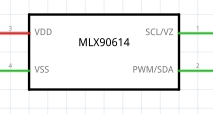 3 VDD SCL/VZ 1
MLX90614
4 VSS PWM/SDA 2